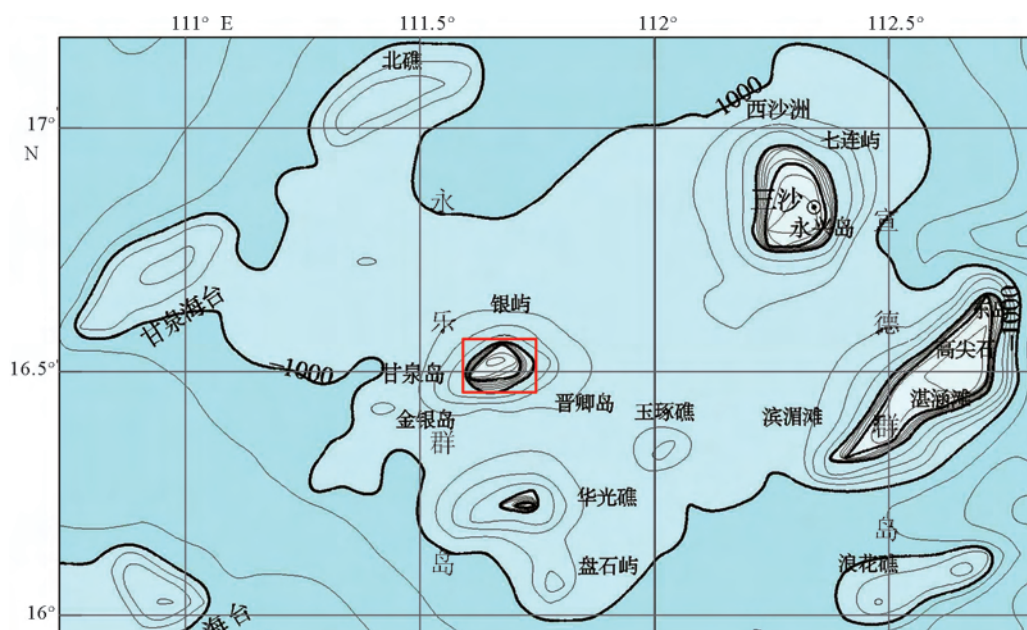 111° E
111.5°
112°
112.5°
17°
N
16.5°
16°
北礁
1000
西沙洲
七连屿
三沙
永兴岛
永乐群岛
宣德群岛
甘泉海台
银屿
-1000
甘泉岛
金银岛
晋卿岛
玉琢礁
滨湄滩
东岛
-1000
高尖石
湛涵滩
华光礁
盘石屿
浪花礁
海台